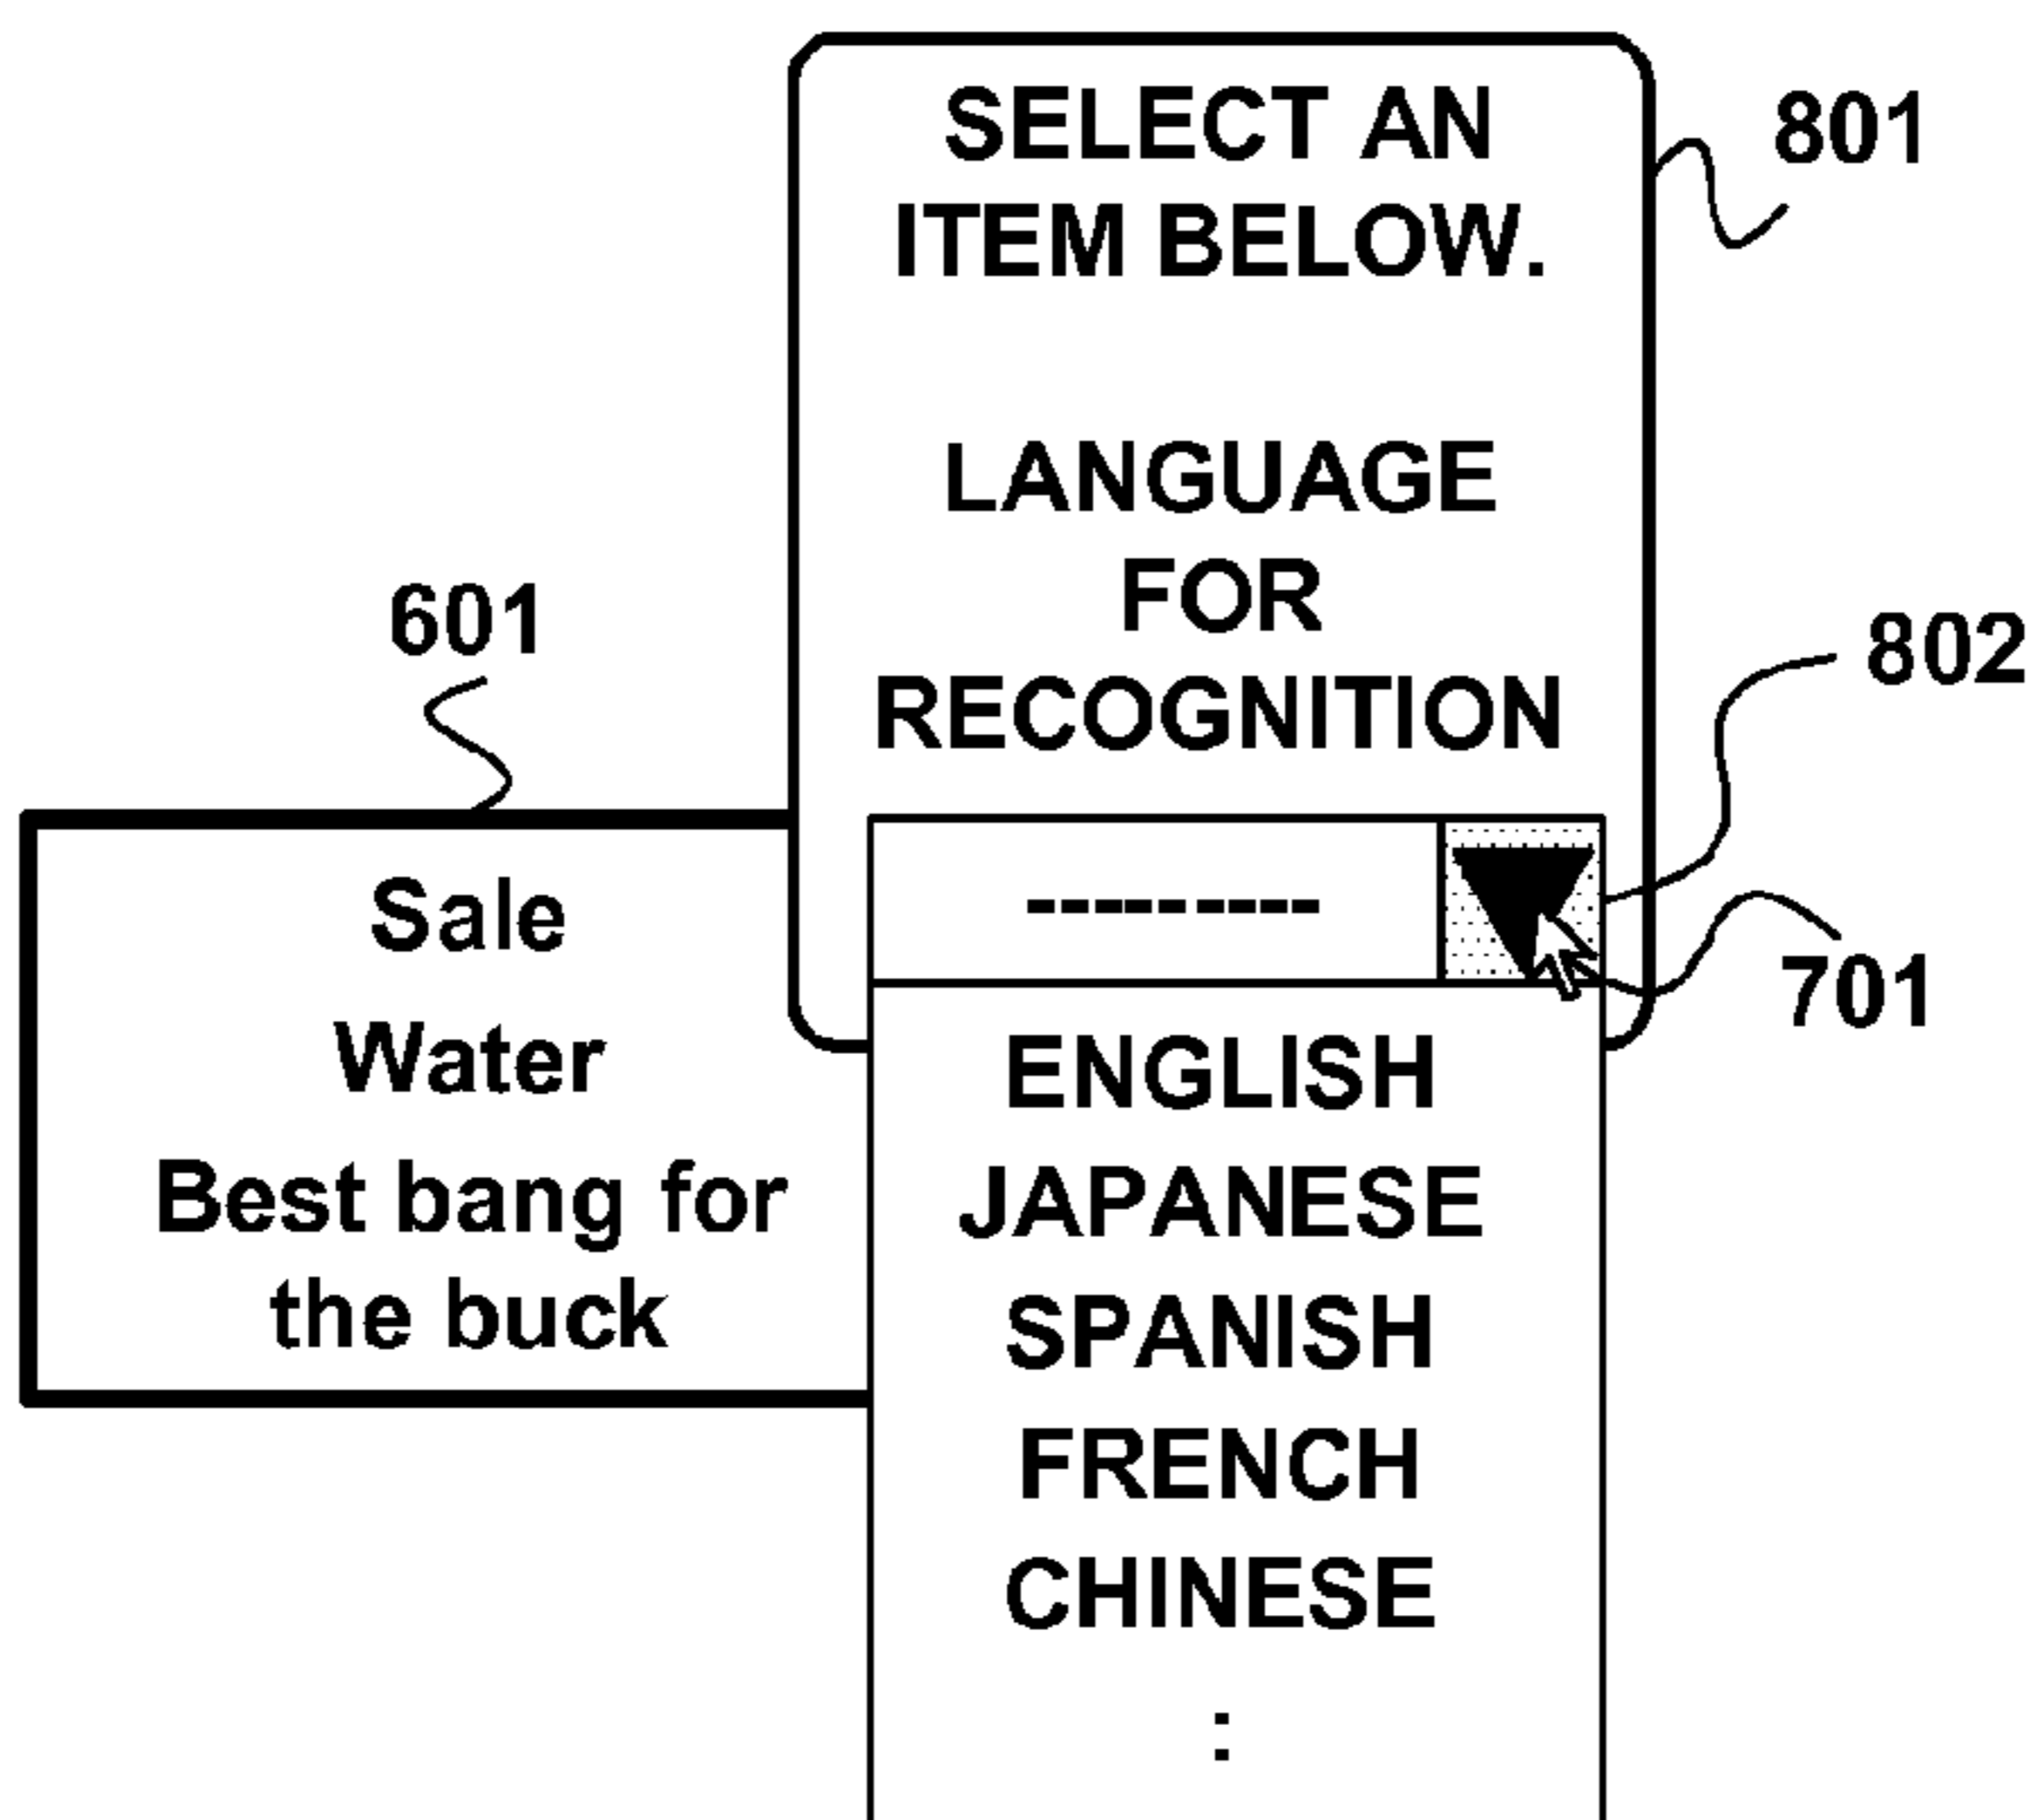 SELECT AN
ITEM BELOW.
801
LANGUAGE
FOR
RECOGNITION
601
802
---------
701
Sale
Water
Best bang for
the buck
ENGLISH
JAPANESE
SPANISH
FRENCH
CHINESE
: